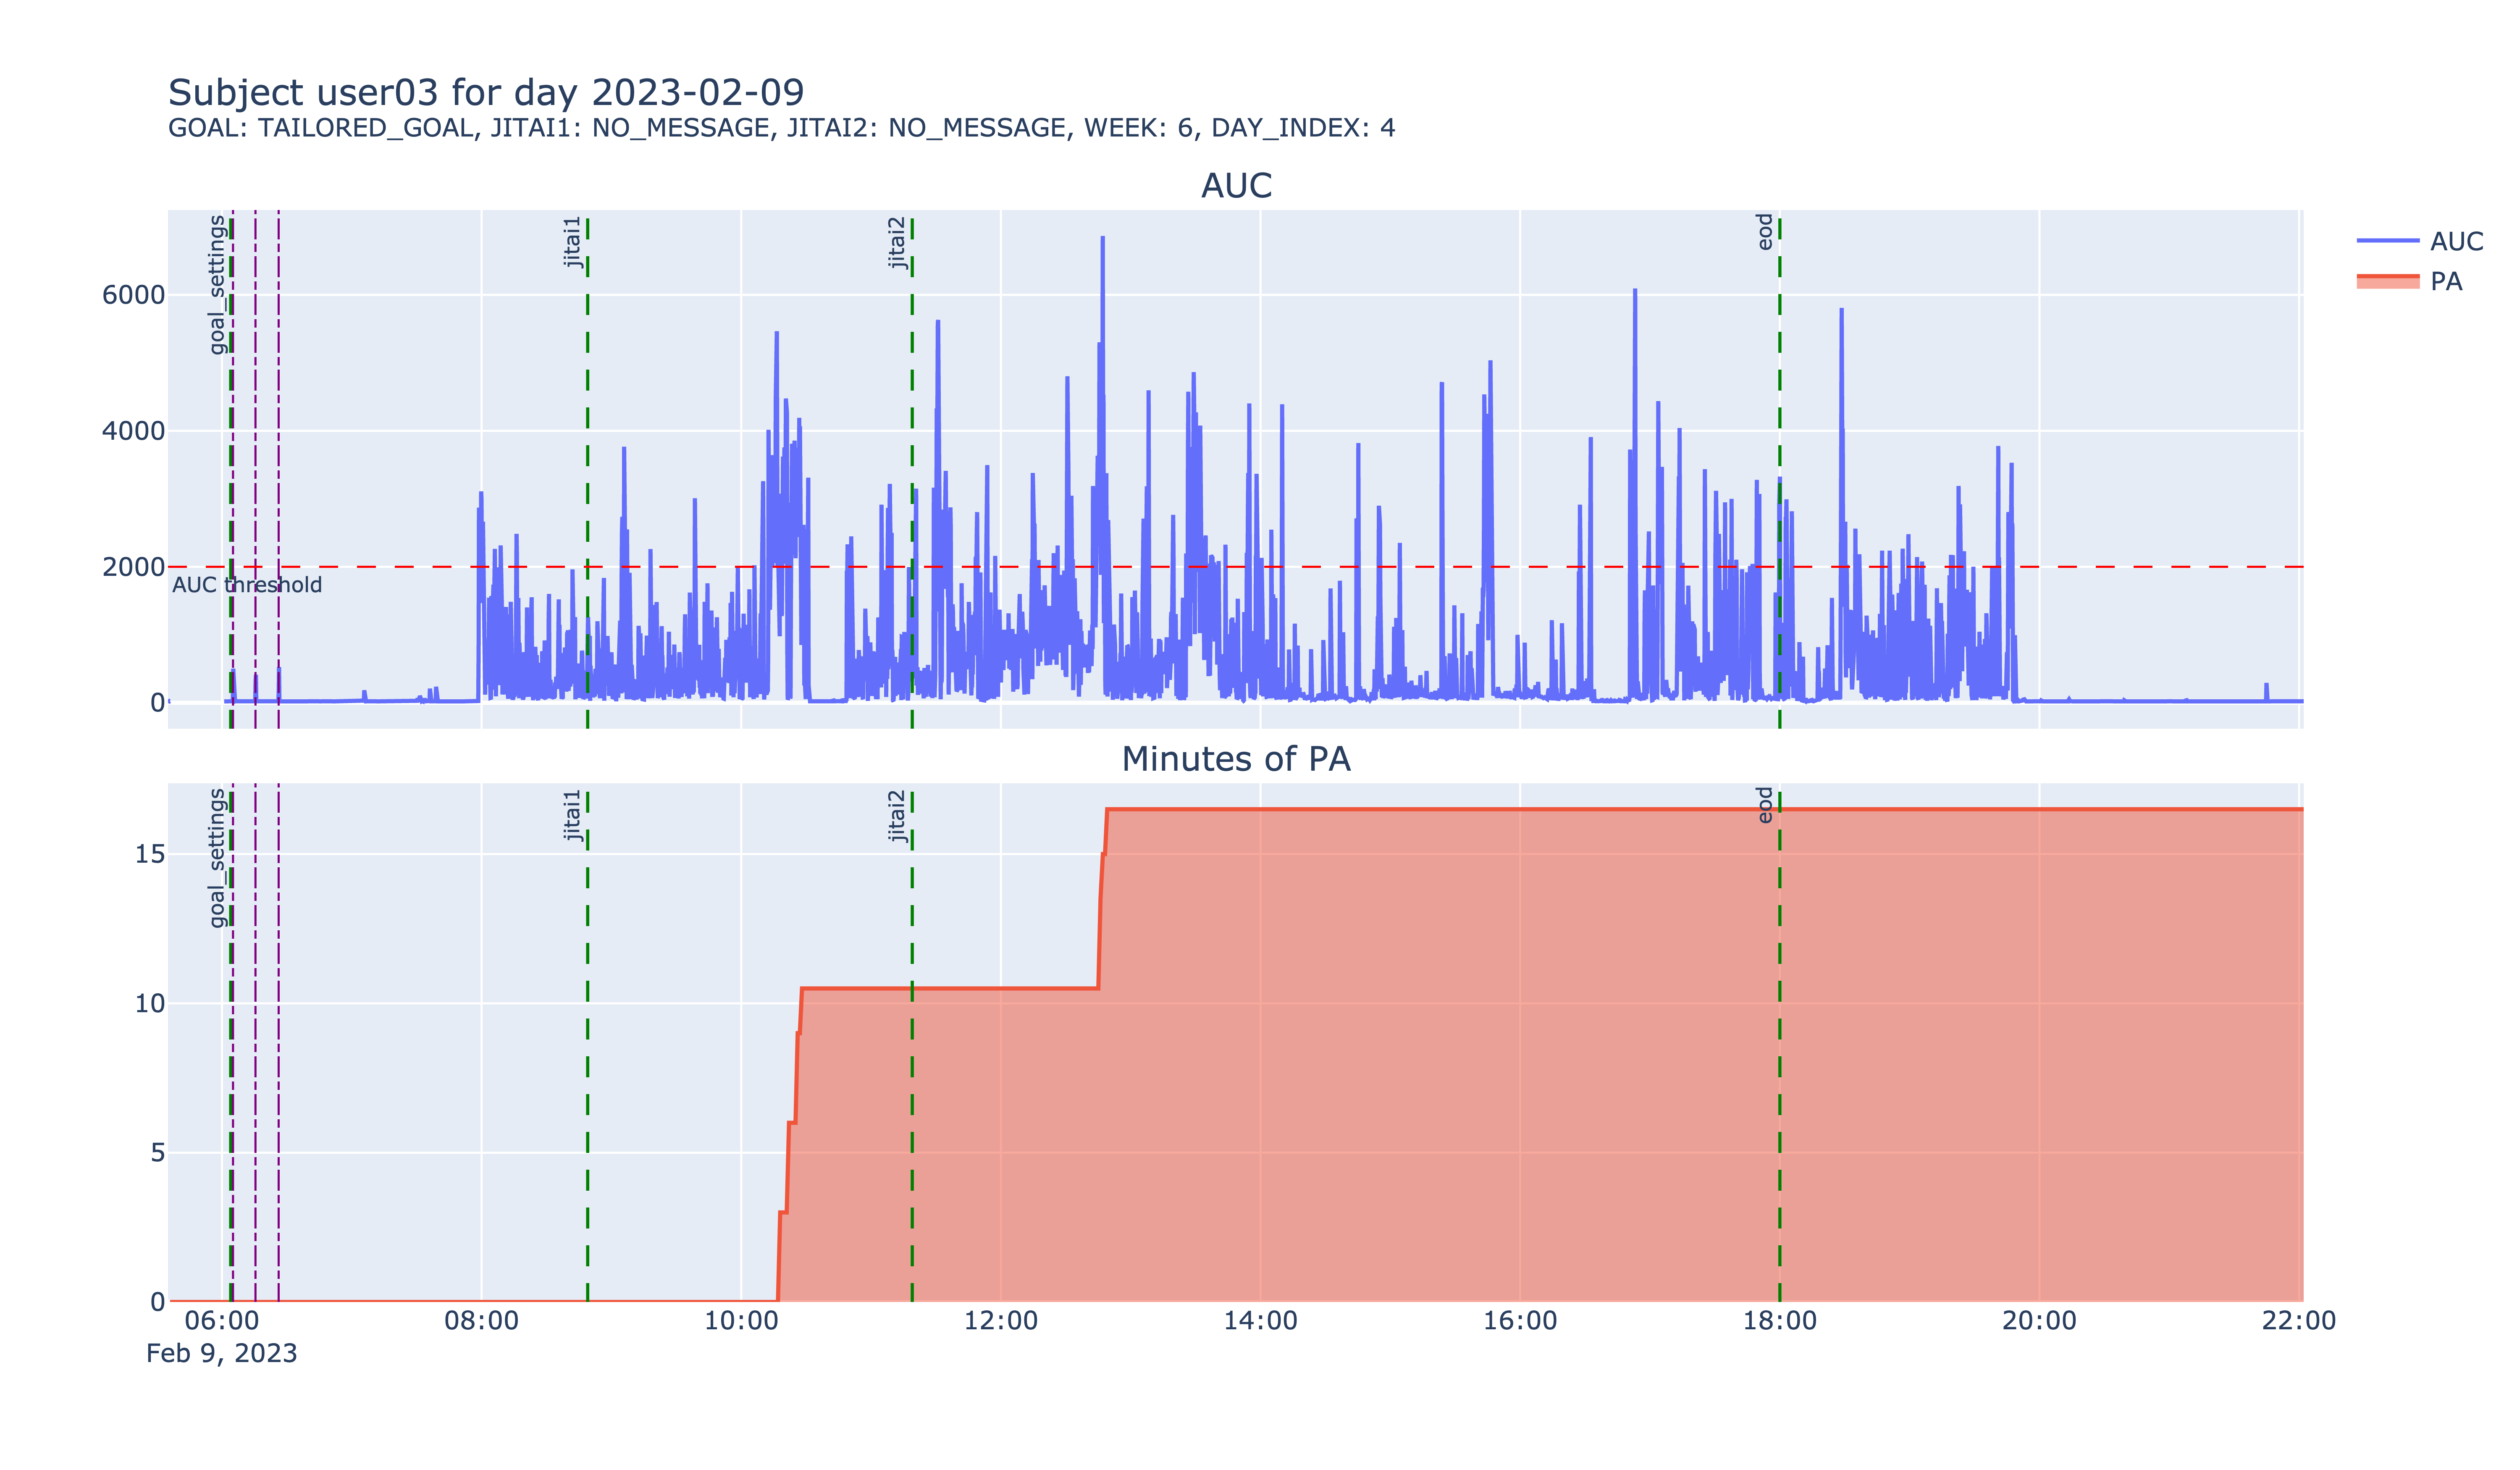 Subject user03 for day 2023-02-09
GOAL: TAILORED_GOAL, JITAI1: NO_MESSAGE, JITAI2: NO_MESSAGE, WEEK: 6, DAY_INDEX: 4
AUC
goal_settings
jitai1
jitai2
eod
AUC
PA
6000
4000
2000
0
AUC threshold
Minutes of PA
goal_settings
jitai1
jitai2
eod
15
10
5
0
06:00 08:00 10:00 12:00 14:00 16:00 18:00 20:00 22:00
Feb 9, 2023